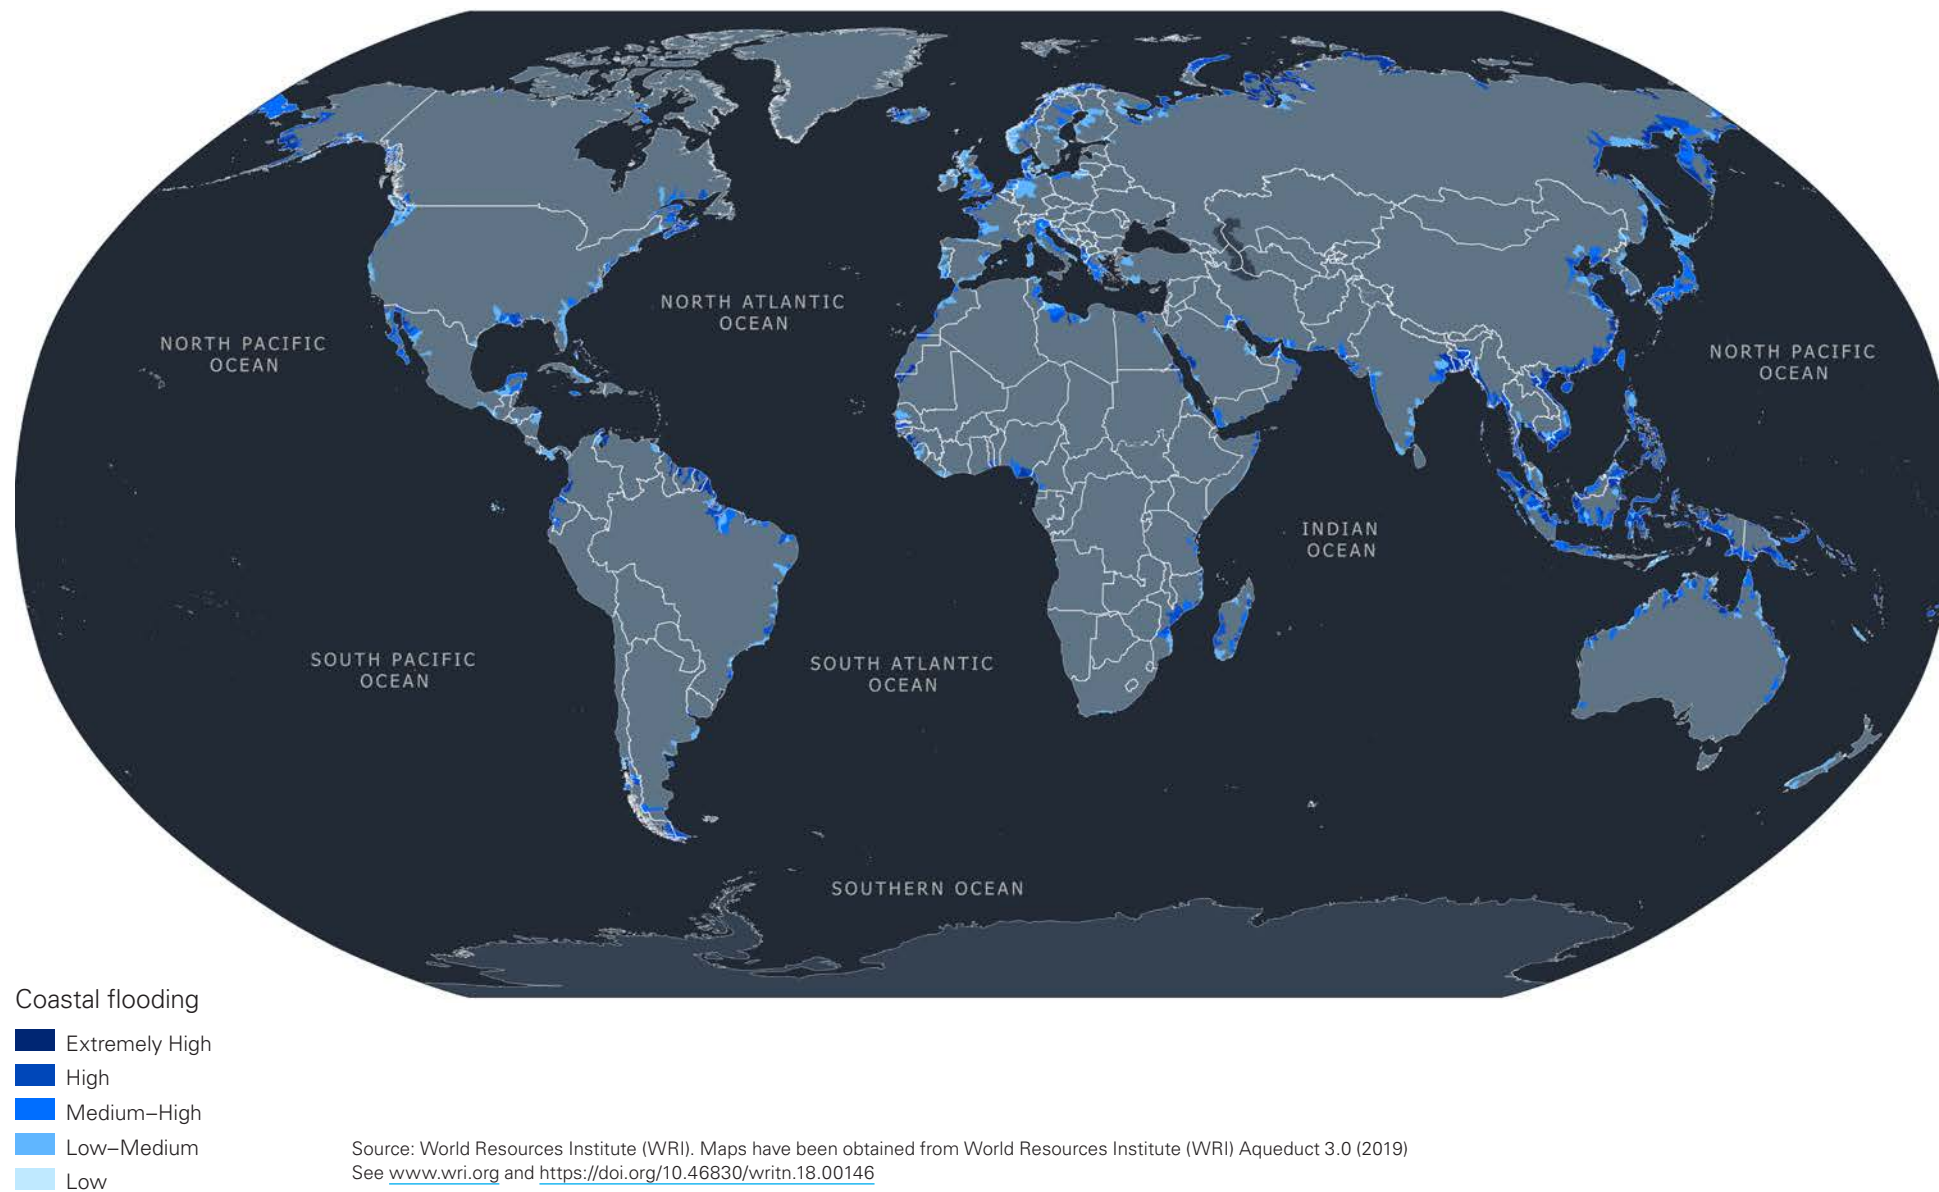 NORTH ATLANTIC
OCEAN
NORTH PACIFIC
OCEAN
NORTH PACIFIC
OCEAN
INDIAN
OCEAN
SOUTH PACIFIC
OCEAN
SOUTH ATLANTIC
OCEAN
SOUTHERN OCEAN
Coastal flooding
Extremely High
High
Medium–High
Low–Medium
Low
Source: World Resources Institute (WRI). Maps have been obtained from World Resources Institute (WRI) Aqueduct 3.0 (2019)
See www.wri.org and https://doi.org/10.46830/writn.18.00146